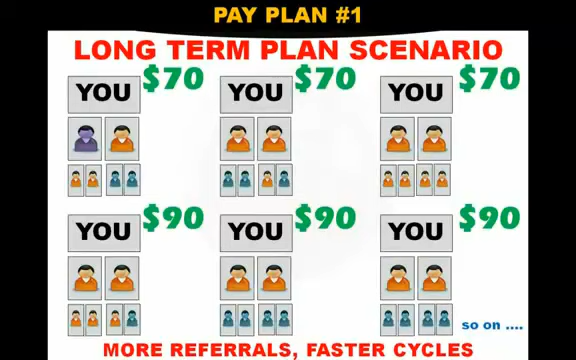 PAY PLAN #1
LONG TERM PLAN SCENARIO
YOU $70 YOU $70 YOU $70
YOU $90 YOU $90 YOU $90
so on ....
MORE REFERRALS, FASTER CYCLES